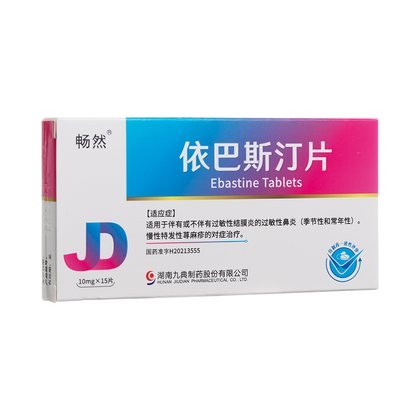 畅然®
依巴斯汀片
Ebastine Tablets
【适应症】
适用于伴有或不伴有过敏性结膜炎的过敏性鼻炎（季节性和常年性）。
慢性特发性荨麻疹的对症治疗。
国药准字H20213555
JD
10mg×15片
湖南九典制药股份有限公司
HUNAN JIUDIAN PHARMACEUTICAL CO., LTD.